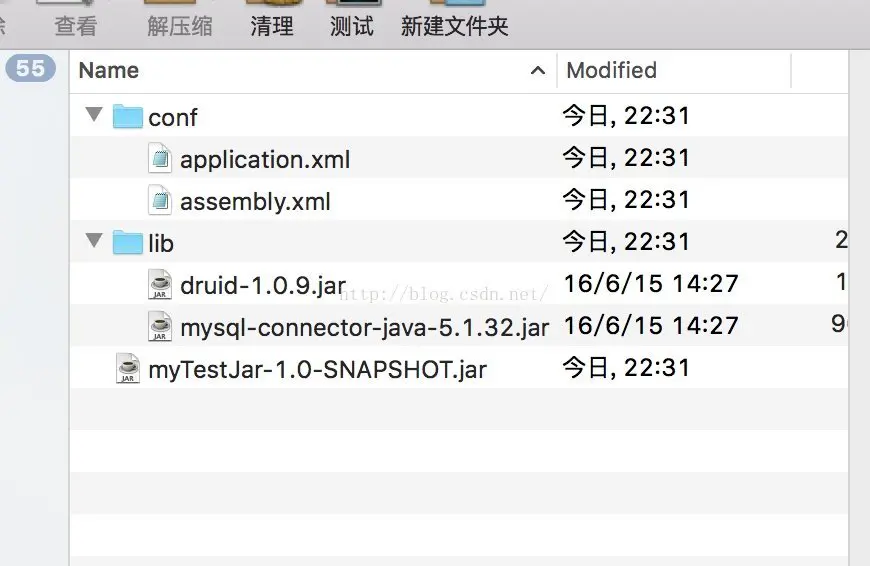 查看 解压缩 清理 测试 新建文件夹
55 Name Modified
conf 今日, 22:31
application.xml 今日, 22:31
assembly.xml 今日, 22:31
lib 今日, 22:31 2
druid-1.0.9.jar 16/6/15 14:27 1
http://blog.csdn.net/
mysql-connector-java-5.1.32.jar 16/6/15 14:27 9
myTestJar-1.0-SNAPSHOT.jar 今日, 22:31